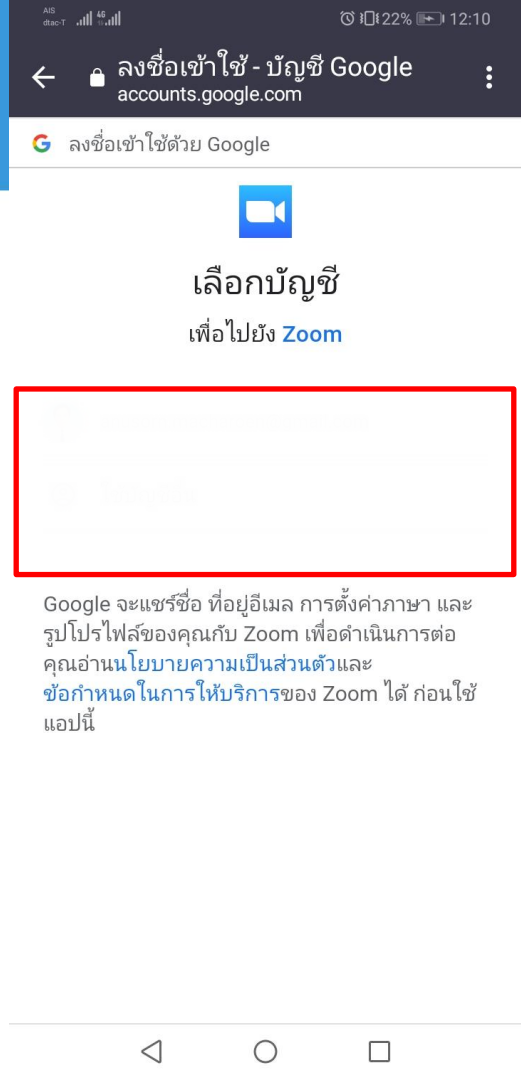 AIS
dtac-T 4G 22% 12:10
ลงชื่อเข้าใช้ - บัญชี Google
accounts.google.com
ลงชื่อเข้าใช้ด้วย Google
เลือกบัญชี
เพื่อไปยัง Zoom
Google จะแชร์ชื่อ ที่อยู่อีเมล การตั้งค่าภาษา และ
รูปโปรไฟล์ของคุณกับ Zoom เพื่อดำเนินการต่อ
คุณอ่านนโยบายความเป็นส่วนตัวและ
ข้อกำหนดในการให้บริการของ Zoom ได้ ก่อนใช้
แอปนี้